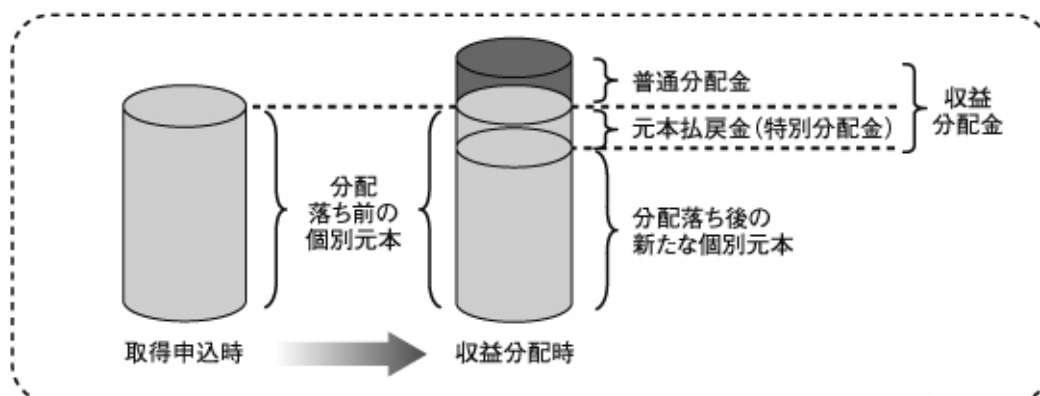 普通分配金
収益
分配金
元本払戻金(特別分配金)
分配
落ち前の
個別元本
分配落ち後の
新たな個別元本
取得申込時
収益分配時